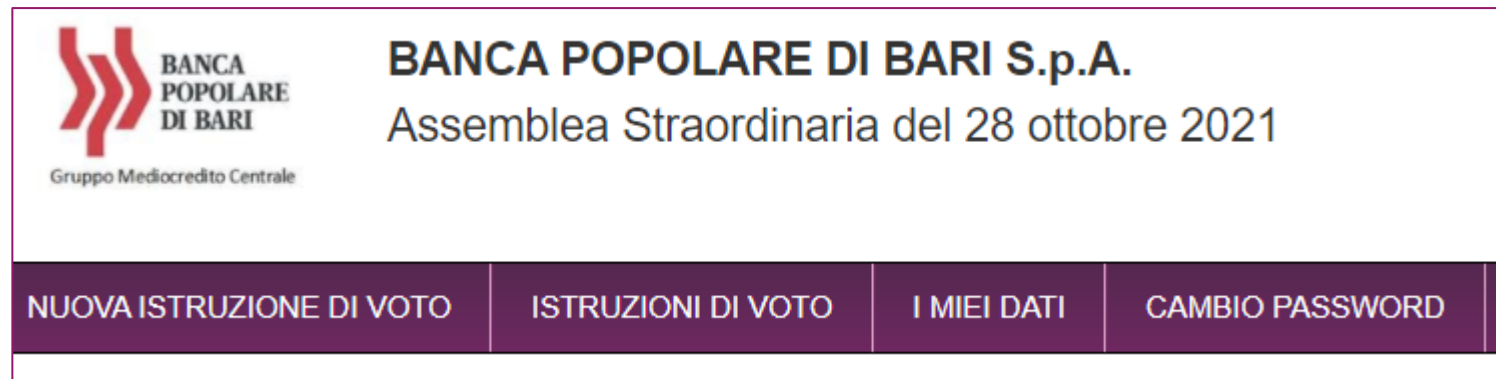 BANCA
POPOLARE
DI BARI
Gruppo Mediocredito Centrale
BANCA POPOLARE DI BARI S.p.A.
Assemblea Straordinaria del 28 ottobre 2021
NUOVA ISTRUZIONE DI VOTO ISTRUZIONI DI VOTO I MIEI DATI CAMBIO PASSWORD